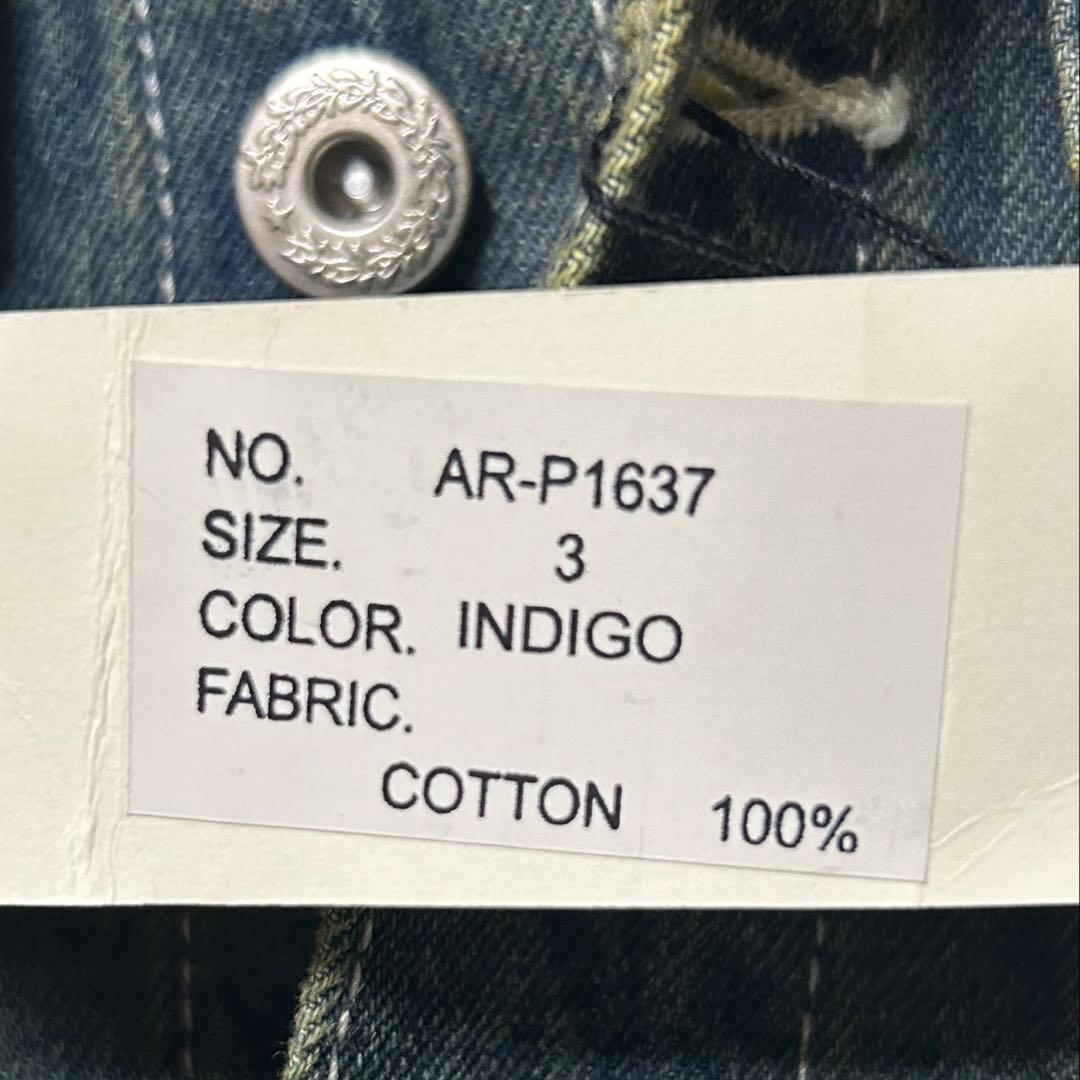 NO. AR-P1637
SIZE. 3
COLOR. INDIGO
FABRIC.
COTTON 100%